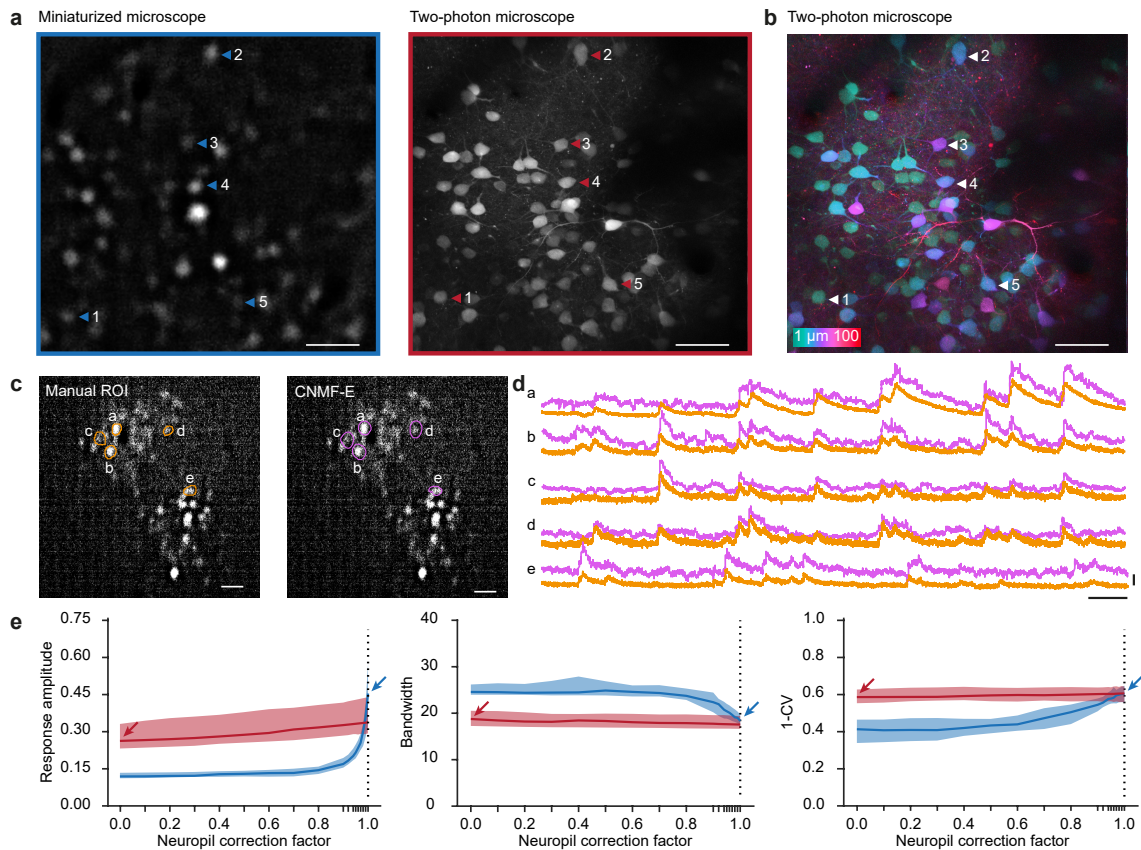 a Miniaturized microscope
Two-photon microscope
b Two-photon microscope
2
3
4
5
1
2
3
4
5
1
2
3
4
5
1
1 µm 100
c Manual ROI
a
c
d
b
e
CNMF-E
a
c
d
b
e
d
a
b
c
d
e
e
Response amplitude
0.75
0.60
0.45
0.30
0.15
0.00
0.0 0.2 0.4 0.6 0.8 1.0
Neuropil correction factor
Bandwidth
40
20
0
0.0 0.2 0.4 0.6 0.8 1.0
Neuropil correction factor
1-CV
1.0
0.8
0.6
0.4
0.2
0.0
0.0 0.2 0.4 0.6 0.8 1.0
Neuropil correction factor